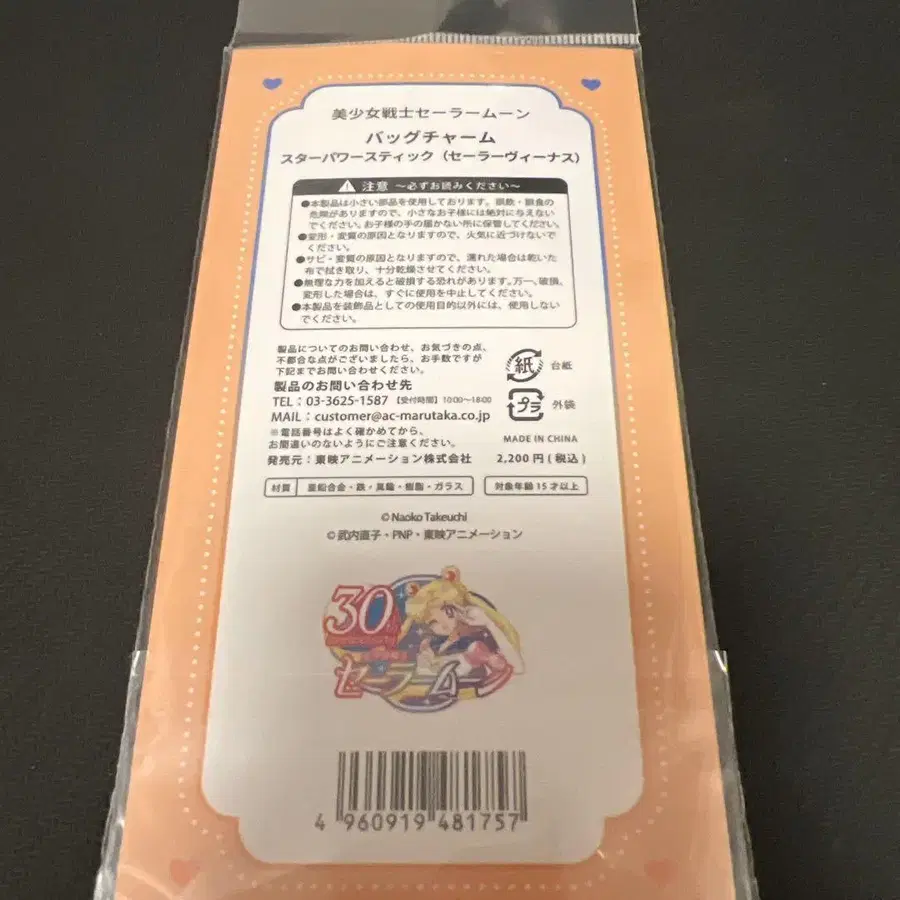 美少女戦士セーラームーン
バッグチャーム
スターパワースティック（セーラーヴィーナス）
注意 ～必ずお読みください～
●本製品は小さい部品を使用しております。誤飲・誤食の
危険がありますので、小さなお子様には絶対に与えない
でください。お子様の手の届かない所に保管してください。
●変形・変質の原因となりますので、火気に近づけないで
ください。
●サビ・変質の原因となりますので、濡れた場合は乾いた
布で拭き取り、十分乾燥させてください。
●無理な力を加えると破損する恐れがあります。万一、破損、
変形した場合は、すぐに使用を中止してください。
●本製品を装飾品としての使用目的以外には、使用しない
でください。
製品についてのお問い合わせ、お気づきの点、
不都合な点がございましたら、お手数ですが
下記までお問い合わせください。
製品のお問い合わせ先
TEL：03-3625-1587 【受付時間】10:00～18:00
MAIL：customer@ac-marutaka.co.jp
※電話番号はよく確かめてから、
お間違いのないようにご注意ください。
発売元：東映アニメーション株式会社
紙 台紙
プラ 外袋
MADE IN CHINA
2,200円(税込)
材質 亜鉛合金・鉄・真鍮・樹脂・ガラス
対象年齢15才以上
© Naoko Takeuchi
© 武内直子・PNP・東映アニメーション
30th
セーラームーン
4 960919 481757